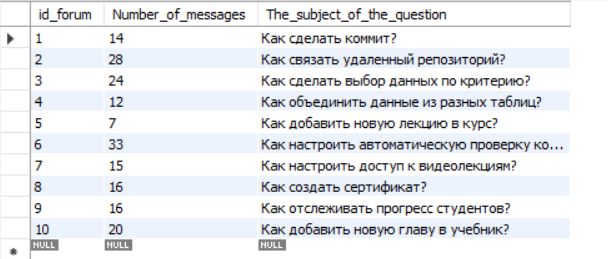 id_forum Number_of_messages The_subject_of_the_question
1 14 Как сделать коммит?
2 28 Как связать удаленный репозиторий?
3 24 Как сделать выбор данных по критерию?
4 12 Как объединить данные из разных таблиц?
5 7 Как добавить новую лекцию в курс?
6 33 Как настроить автоматическую проверку ко...
7 15 Как настроить доступ к видеолекциям?
8 16 Как создать сертификат?
9 16 Как отслеживать прогресс студентов?
10 20 Как добавить новую главу в учебник?
NULL NULL NULL